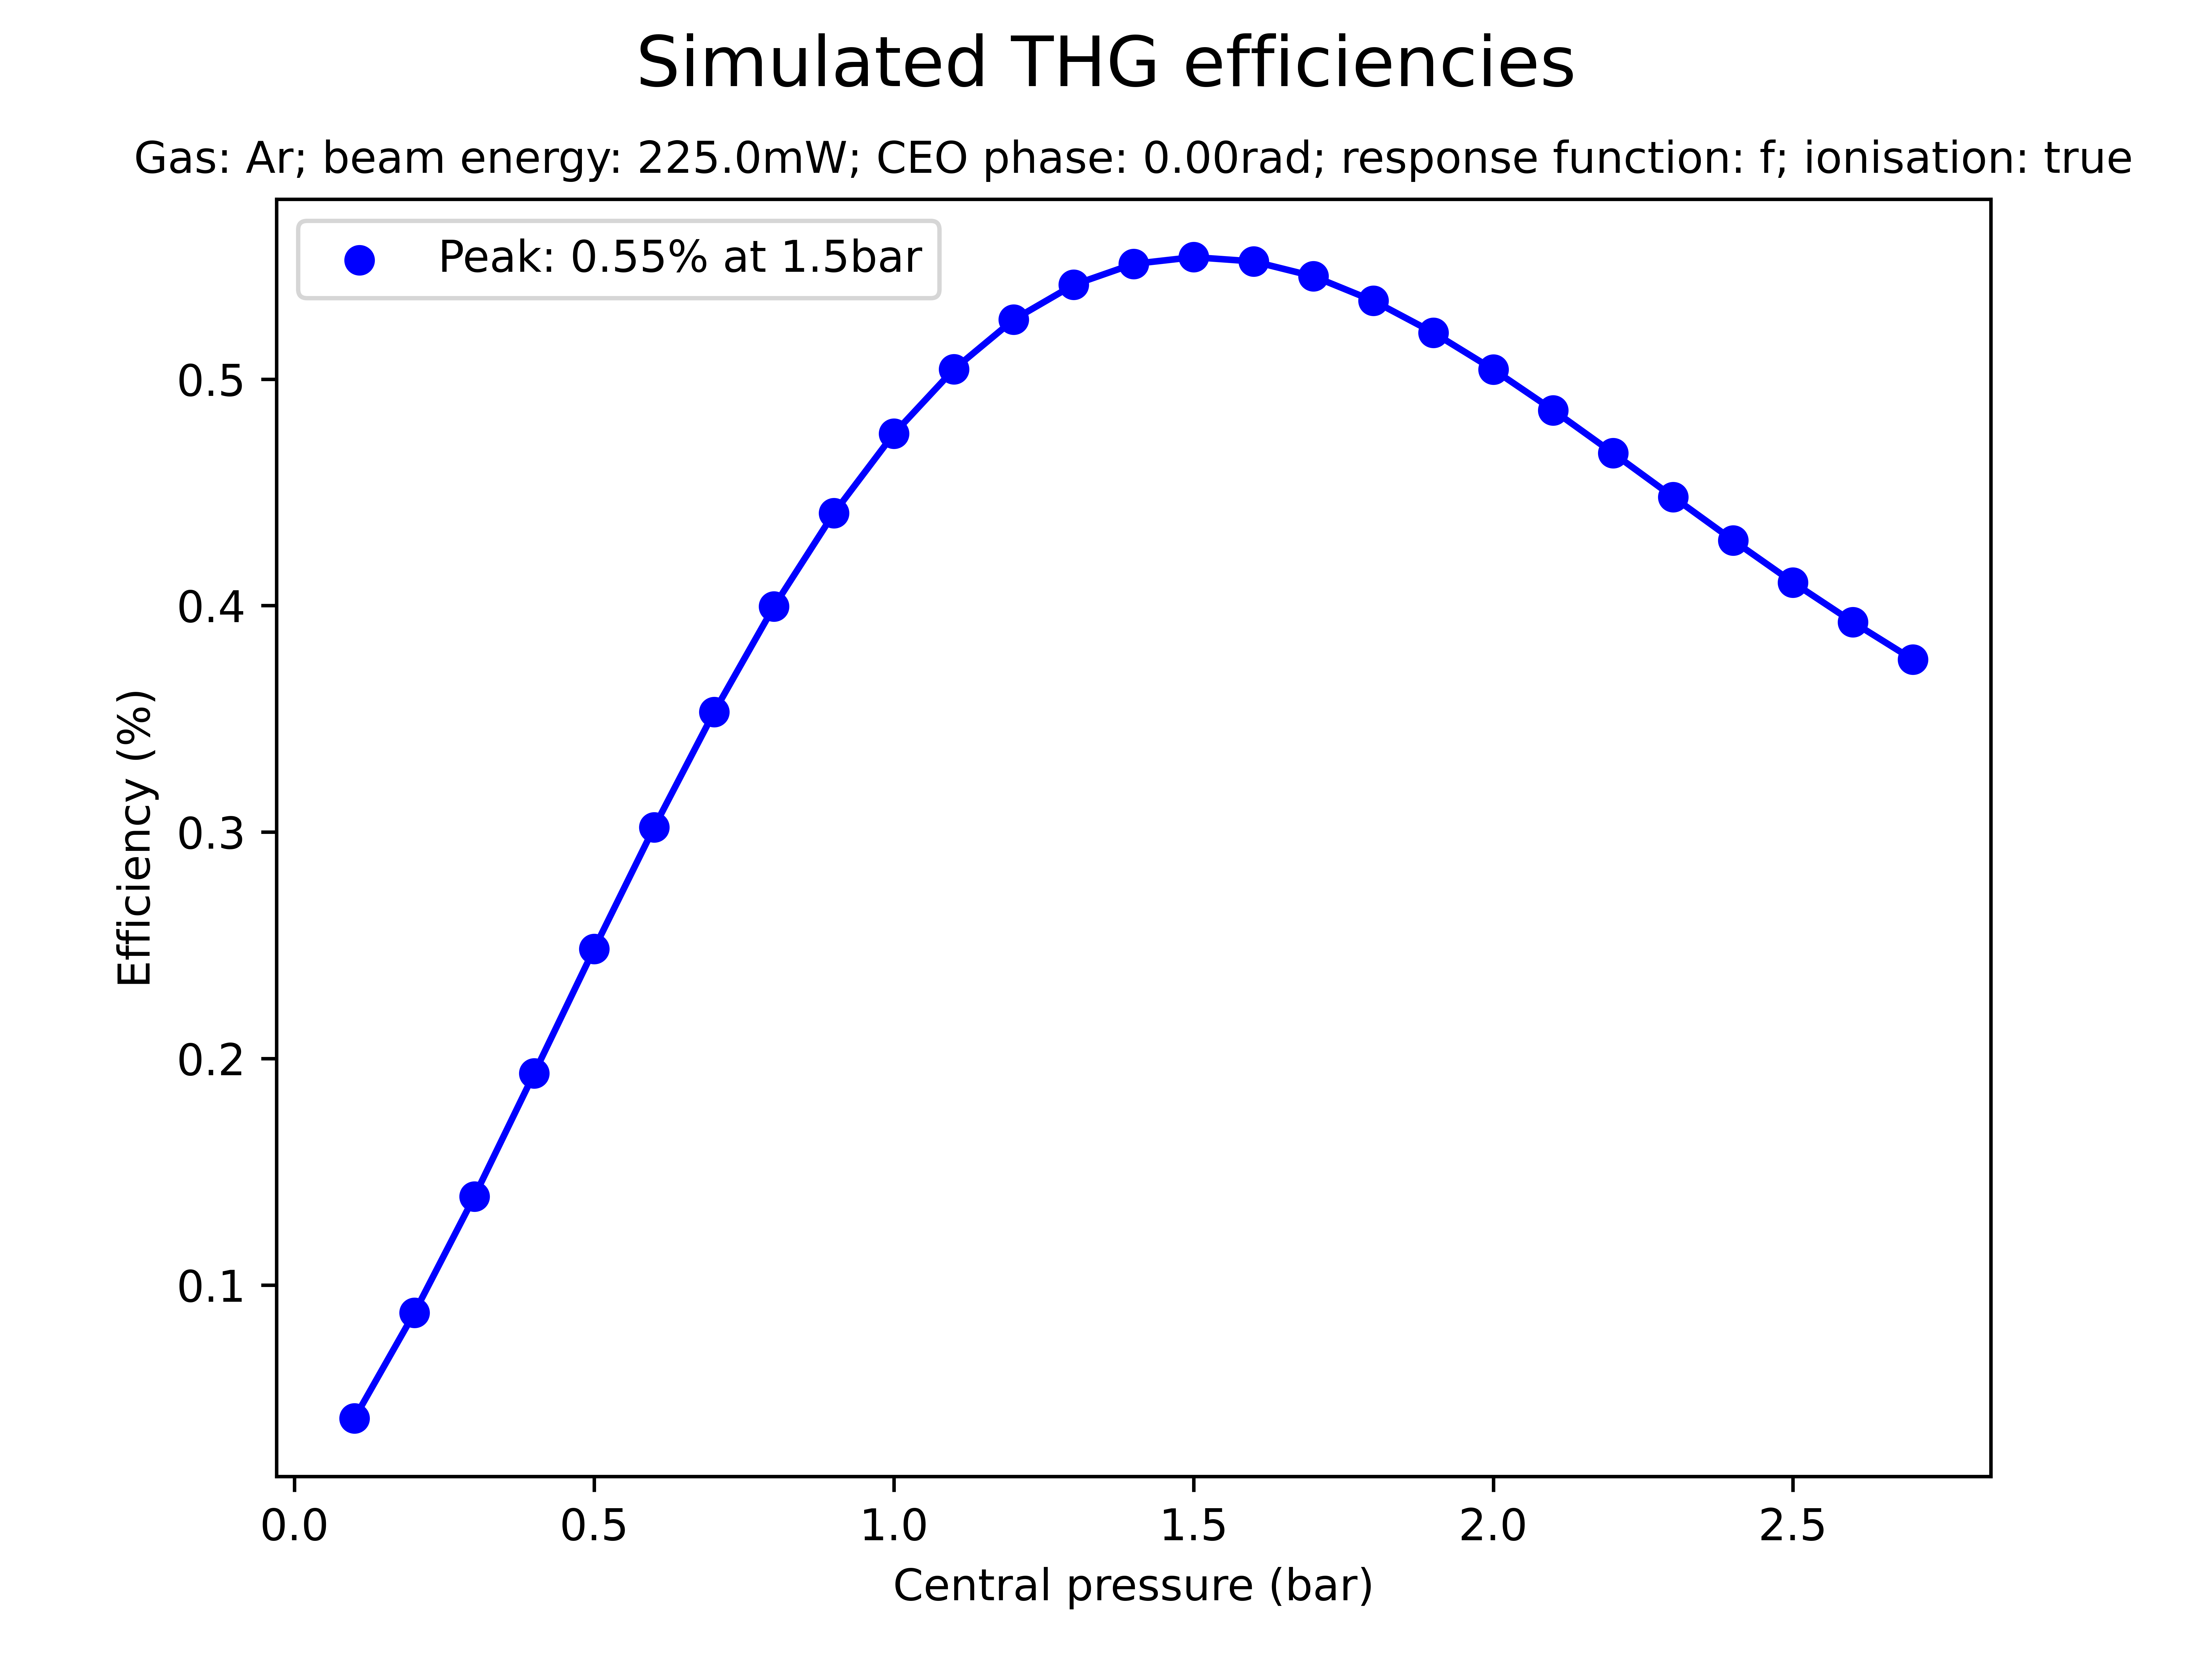 Simulated THG efficiencies
Gas: Ar; beam energy: 225.0mW; CEO phase: 0.00rad; response function: f; ionisation: true
Peak: 0.55% at 1.5bar
0.5
0.4
0.3
0.2
0.1
Efficiency (%)
0.0 0.5 1.0 1.5 2.0 2.5
Central pressure (bar)